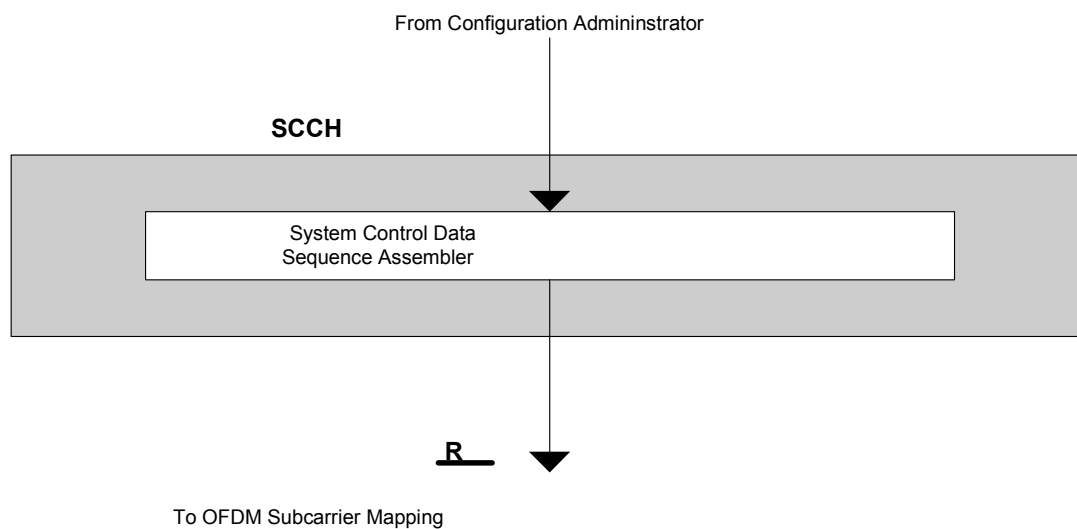 From Configuration Admininstrator
SCCH
System Control Data
Sequence Assembler
R
To OFDM Subcarrier Mapping